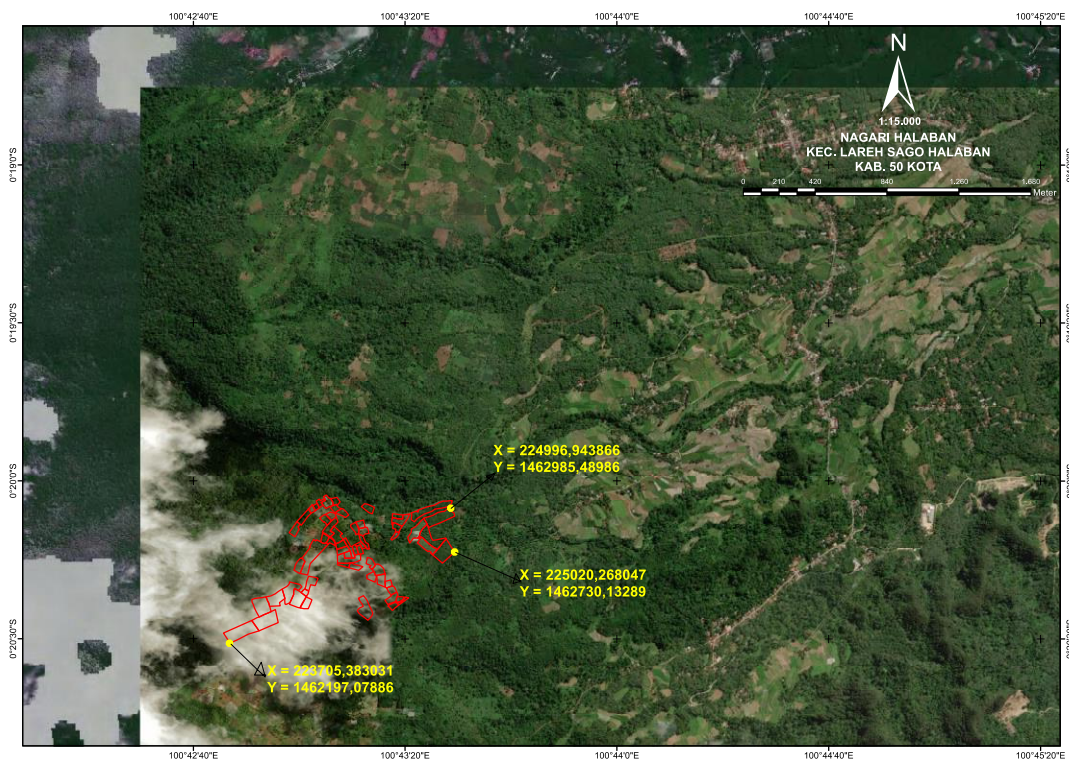 100°42'40"E 100°43'20"E 100°44'0"E 100°44'40"E 100°45'20"E
N
1:15.000
NAGARI HALABAN
KEC. LAREH SAGO HALABAN
KAB. 50 KOTA
0 210 420 840 1.260 1.680
Meter
0°19'0"S
0°19'30"S
X = 224996,943866
Y = 1462985,48986
0°20'0"S
X = 225020,268047
Y = 1462730,13289
0°20'30"S
X = 223705,383031
Y = 1462197,07886
100°42'40"E 100°43'20"E 100°44'0"E 100°44'40"E 100°45'20"E